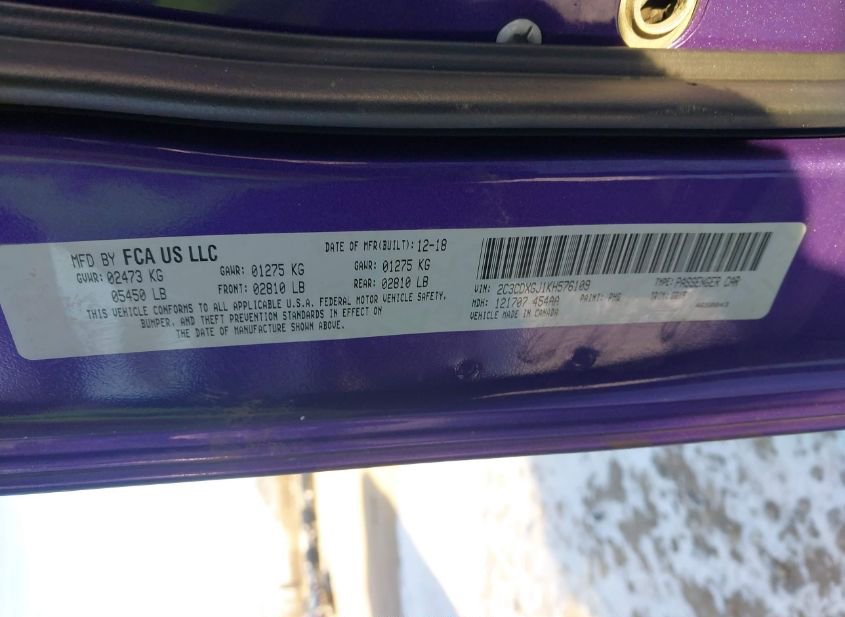 MFD BY FCA US LLC
DATE OF MFR(BUILT): 12-18
GVWR: 02473 KG
GAWR: 01275 KG
GAWR: 01275 KG
05450 LB
FRONT: 02810 LB
REAR: 02810 LB
THIS VEHICLE CONFORMS TO ALL APPLICABLE U.S.A. FEDERAL MOTOR VEHICLE SAFETY,
BUMPER, AND THEFT PREVENTION STANDARDS IN EFFECT ON
THE DATE OF MANUFACTURE SHOWN ABOVE.
VIN: 2C3CDXGJ1KH576109
TYPE: PASSENGER CAR
MDH: 121707 454AA
PAINT: PHG
TRIM:
VEHICLE MADE IN CANADA